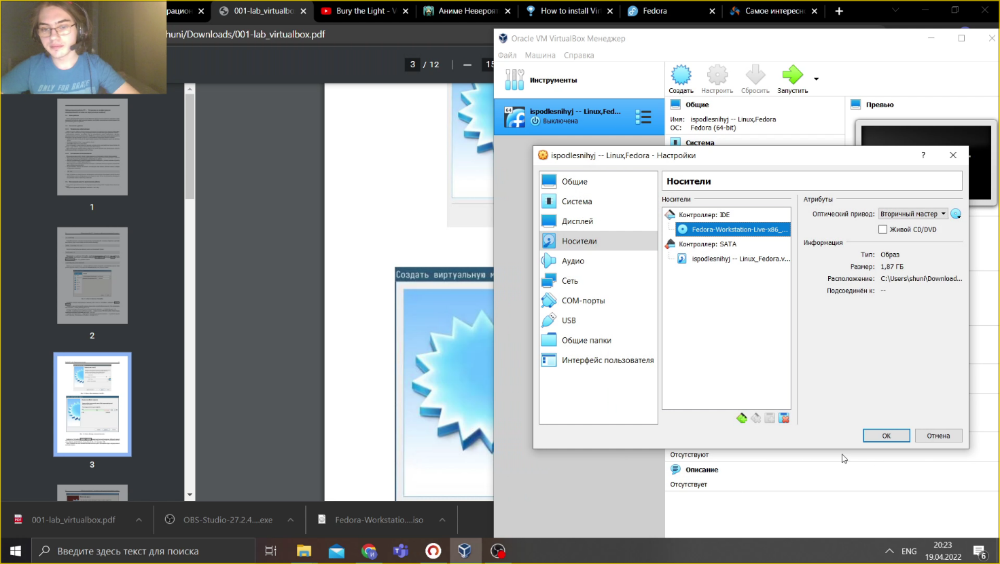 рацион
001-lab_virtualbo
Bury the Light - V
Аниме Невероят
How to install Vir
Fedora
Самое интересн
huni/Downloads/001-lab_virtualbox.pdf
3 / 12
15
ONLY FOR BRAVE
1
2
3
Создать виртуальную м
Oracle VM VirtualBox Менеджер
Файл Машина Справка
Инструменты
Создать
Настроить
Сбросить
Запустить
64
ispodlesnihyj -- Linux,Fed...
Выключена
Общие
Имя: ispodlesnihyj -- Linux,Fedora
ОС: Fedora (64-bit)
Система
Превью
ispodlesnihyj -- Linux,Fedora - Настройки
?
Общие
Система
Дисплей
Носители
Аудио
Сеть
COM-порты
USB
Общие папки
Интерфейс пользователя
Носители
Носители
Контроллер: IDE
Fedora-Workstation-Live-x86_...
Контроллер: SATA
ispodlesnihyj -- Linux_Fedora.v...
Атрибуты
Оптический привод: Вторичный мастер
Живой CD/DVD
Информация
Тип: Образ
Размер: 1,87 ГБ
Расположение: C:\Users\shuni\Download...
Подсоединён к: --
OK
Отмена
Отсутствуют
Описание
Отсутствует
001-lab_virtualbox.pdf
OBS-Studio-27.2.4....exe
Fedora-Workstatio....iso
Введите здесь текст для поиска
ENG
20:23
19.04.2022
6